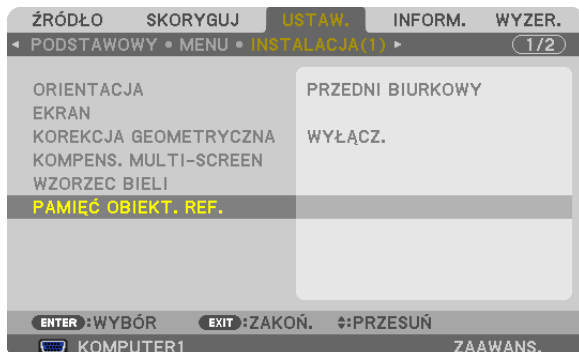 ŹRÓDŁO SKORYGUJ USTAW. INFORM. WYZER.
PODSTAWOWY • MENU • INSTALACJA(1) 1/2
ORIENTACJA PRZEDNI BIURKOWY
EKRAN
KOREKCJA GEOMETRYCZNA WYŁĄCZ.
KOMPENS. MULTI-SCREEN
WZORZEC BIELI
PAMIĘĆ OBIEKT. REF.
ENTER:WYBÓR EXIT:ZAKOŃ. :PRZESUŃ
KOMPUTER1 ZAAWANS.